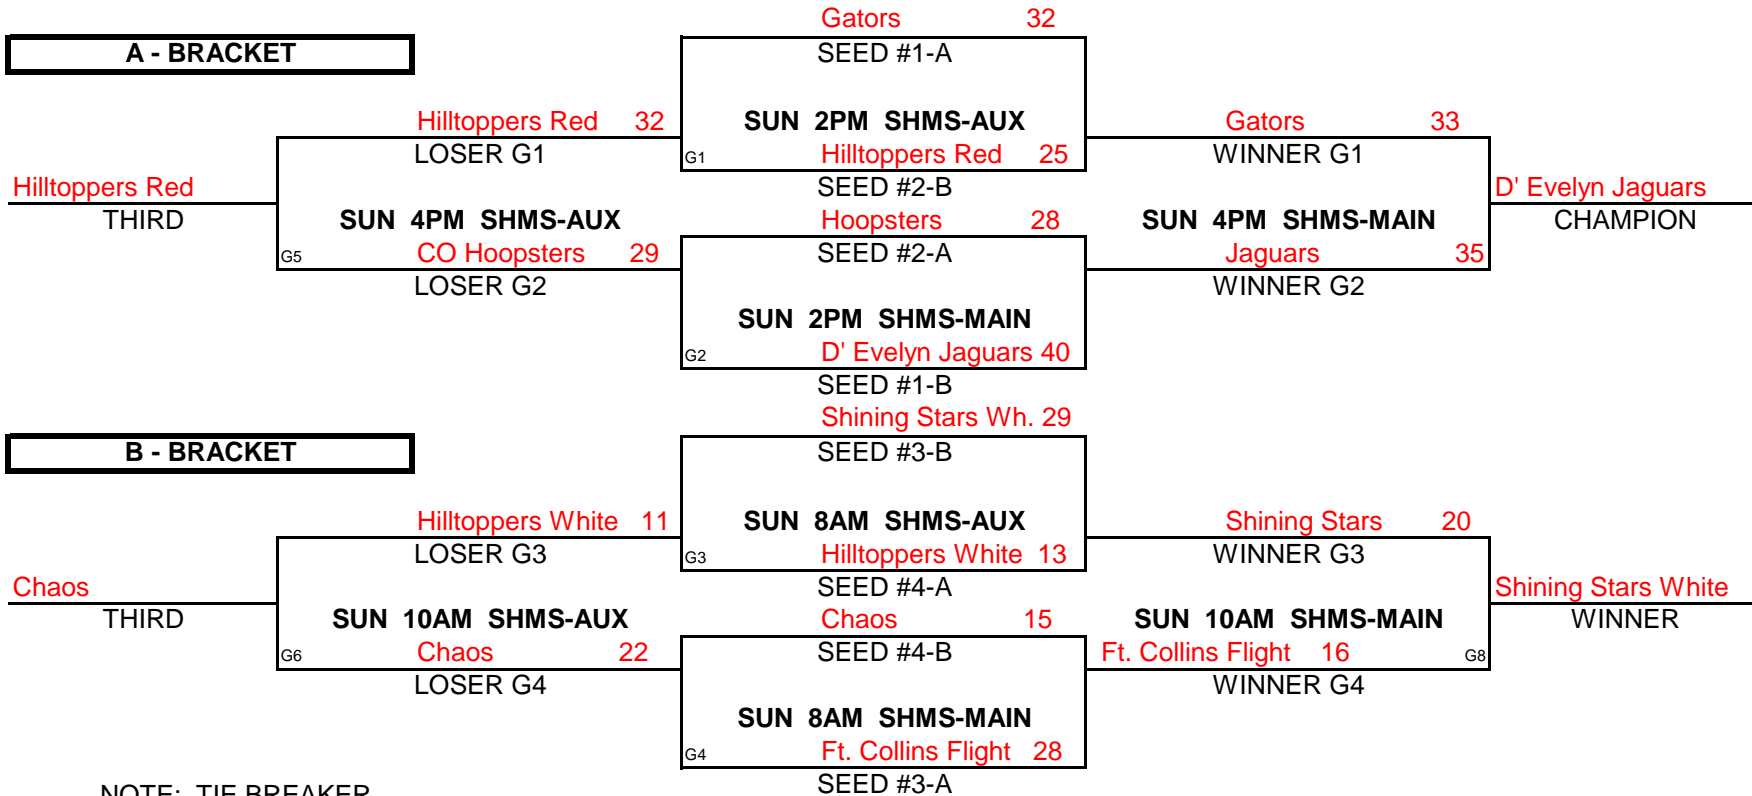 Gators 32
A - BRACKET
SEED #1-A
Hilltoppers Red 32
SUN 2PM SHMS-AUX
Gators 33
LOSER G1
G1
Hilltoppers Red 25
WINNER G1
Hilltoppers Red
SEED #2-B
D' Evelyn Jaguars
THIRD
SUN 4PM SHMS-AUX
Hoopsters 28
SUN 4PM SHMS-MAIN
CHAMPION
G5
CO Hoopsters 29
SEED #2-A
Jaguars 35
LOSER G2
WINNER G2
SUN 2PM SHMS-MAIN
G2
D' Evelyn Jaguars 40
SEED #1-B
Shining Stars Wh. 29
B - BRACKET
SEED #3-B
Hilltoppers White 11
SUN 8AM SHMS-AUX
Shining Stars 20
LOSER G3
G3
Hilltoppers White 13
WINNER G3
Chaos
SEED #4-A
Shining Stars White
THIRD
SUN 10AM SHMS-AUX
Chaos 15
SUN 10AM SHMS-MAIN
WINNER
G6
Chaos 22
SEED #4-B
Ft. Collins Flight 16
G8
LOSER G4
WINNER G4
SUN 8AM SHMS-MAIN
G4
Ft. Collins Flight 28
SEED #3-A
NOTE: TIE BREAKER